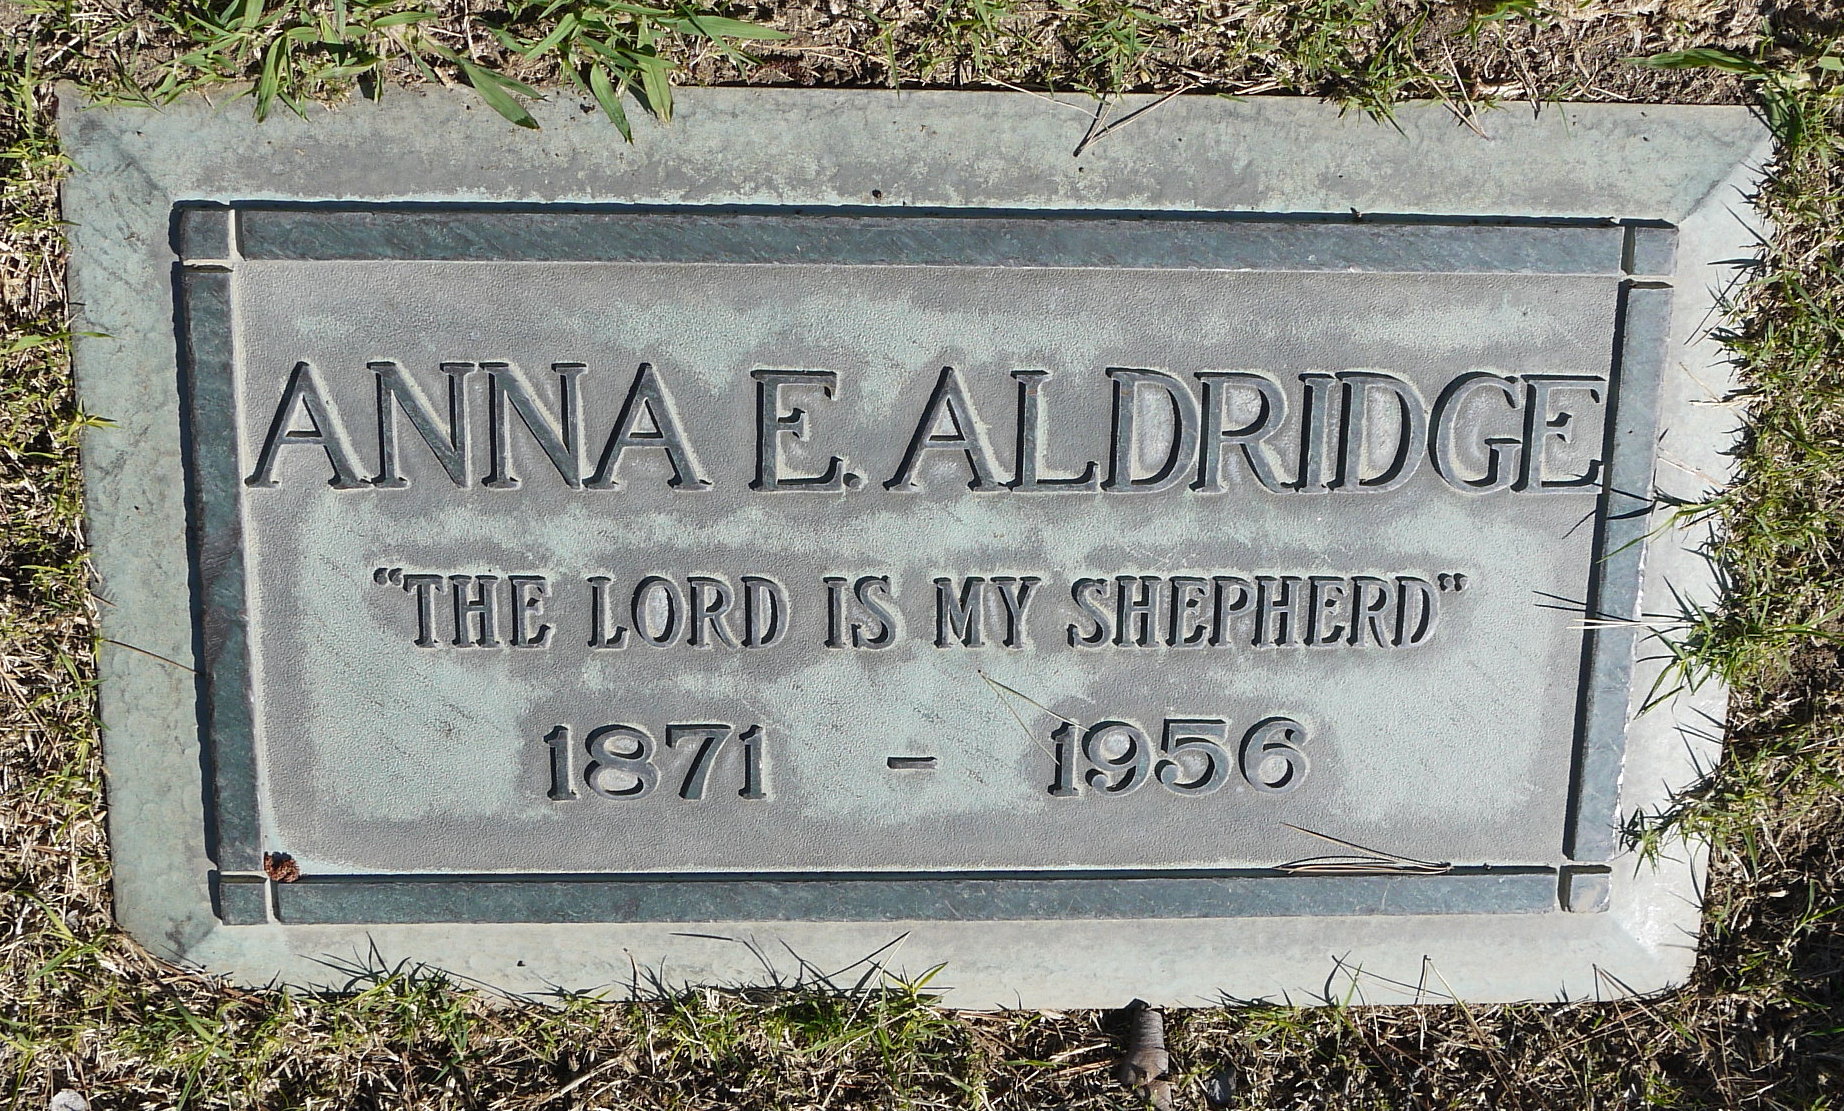 ANNA E. ALDRIDGE
“THE LORD IS MY SHEPHERD”
1871 - 1956